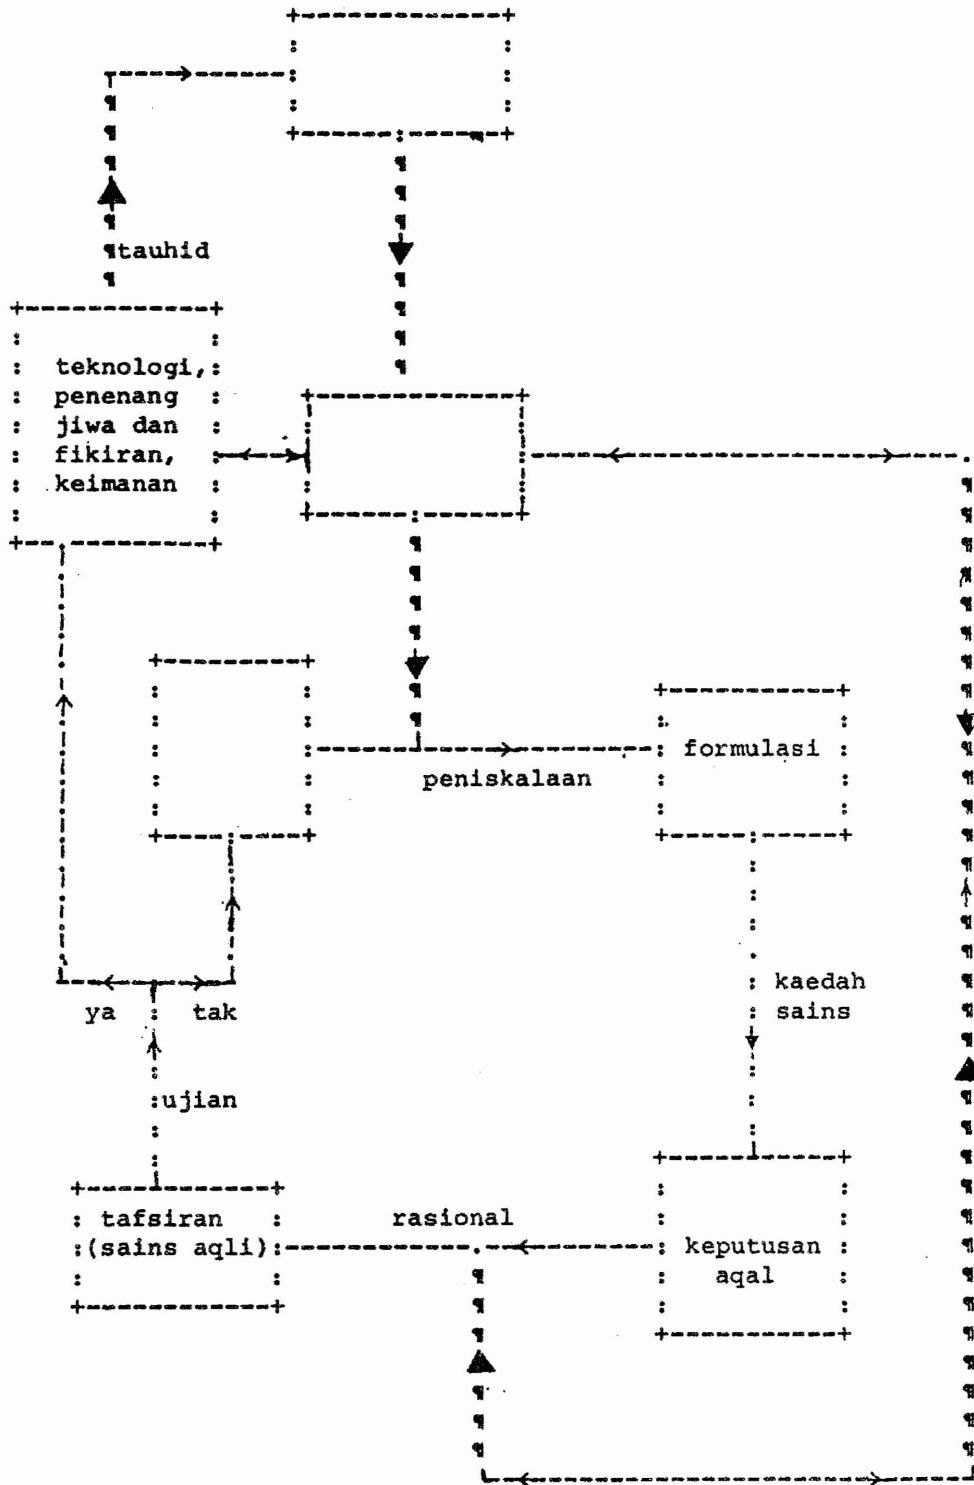 tauhid
teknologi,
penenang
jiwa dan
fikiran,
keimanan
formulasi
peniskalaan
kaedah
sains
ya
tak
ujian
tafsiran
(sains aqli)
rasional
keputusan
aqal